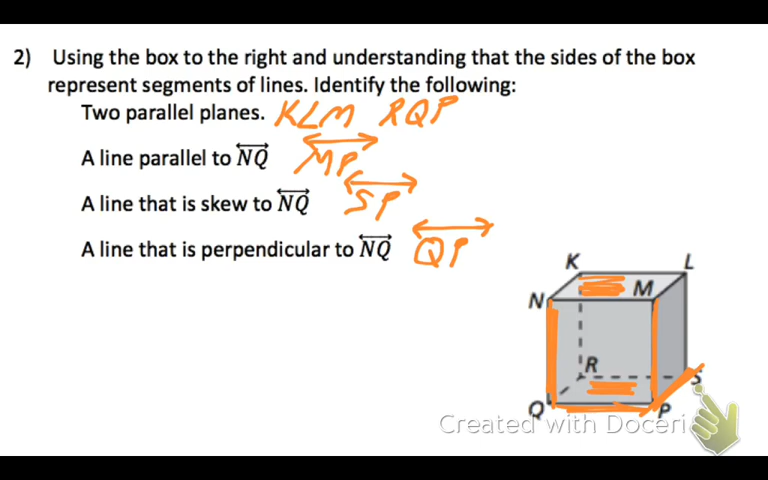 2) Using the box to the right and understanding that the sides of the box
represent segments of lines. Identify the following:
Two parallel planes. KLM RQP
A line parallel to NQ MP
A line that is skew to NQ SP
A line that is perpendicular to NQ QP
K L
N M
R S
Q P
Created with Doceri